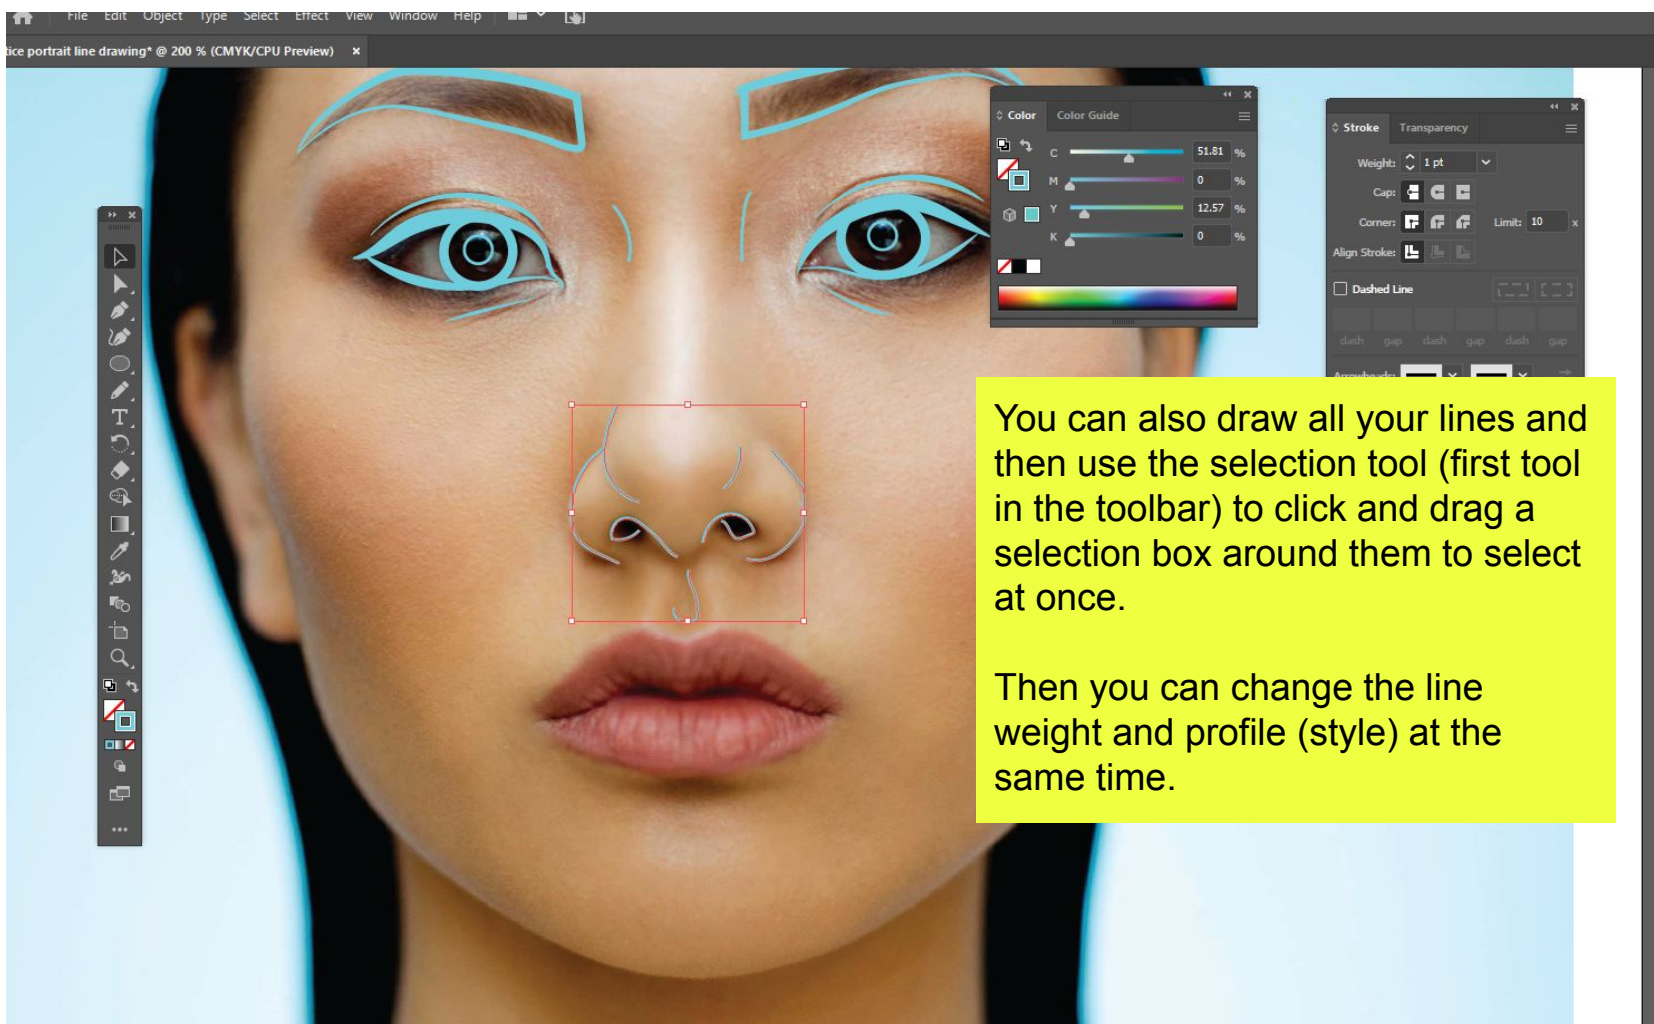 File Edit Object Type Select Effect View Window Help
tice portrait line drawing* @ 200 % (CMYK/CPU Preview) ×
Color Color Guide
C 51.81 %
M 0 %
Y 12.57 %
K 0 %
Stroke Transparency
Weight: 1 pt
Cap:
Corner: Limit: 10 x
Align Stroke:
Dashed Line
dash gap dash gap dash gap
Arrowheads:
You can also draw all your lines and
then use the selection tool (first tool
in the toolbar) to click and drag a
selection box around them to select
at once.
Then you can change the line
weight and profile (style) at the
same time.